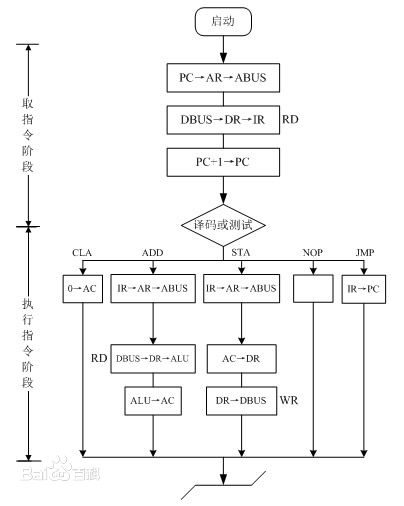 启动
取指令阶段
PC→AR→ABUS
DBUS→DR→IR RD
PC+1→PC
译码或测试
执行指令阶段
CLA ADD STA NOP JMP
0→AC IR→AR→ABUS IR→AR→ABUS IR→PC
RD DBUS→DR→ALU AC→DR
ALU→AC DR→DBUS WR
Bai百科